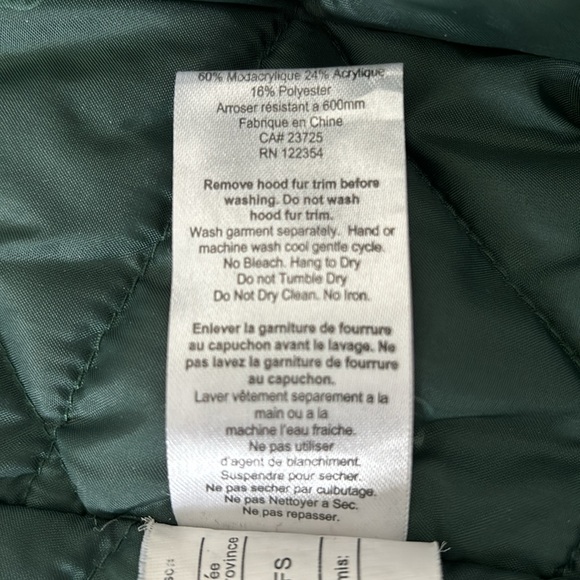 60% Modacrylique 24% Acrylique
16% Polyester
Arroser résistant a 600mm
Fabrique en Chine
CA# 23725
RN 122354
Remove hood fur trim before
washing. Do not wash
hood fur trim.
Wash garment separately. Hand or
machine wash cool gentle cycle.
No Bleach. Hang to Dry
Do not Tumble Dry
Do Not Dry Clean. No Iron.
Enlever la garniture de fourrure
au capuchon avant le lavage. Ne
pas lavez la garniture de fourrure
au capuchon.
Laver vêtement separement a la
main ou a la
machine l'eau fraiche.
Ne pas utiliser
d'agent de blanchiment.
Suspendre pour secher.
Ne pas secher par culbutage.
Ne pas Nettoyer a Sec.
Ne pas repasser.
ée
rovince
FS
mis: